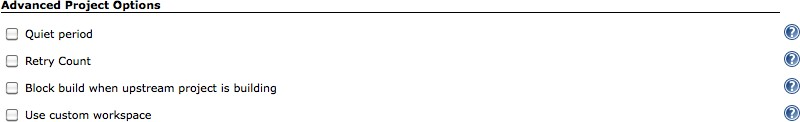 Advanced Project Options
Quiet period
Retry Count
Block build when upstream project is building
Use custom workspace